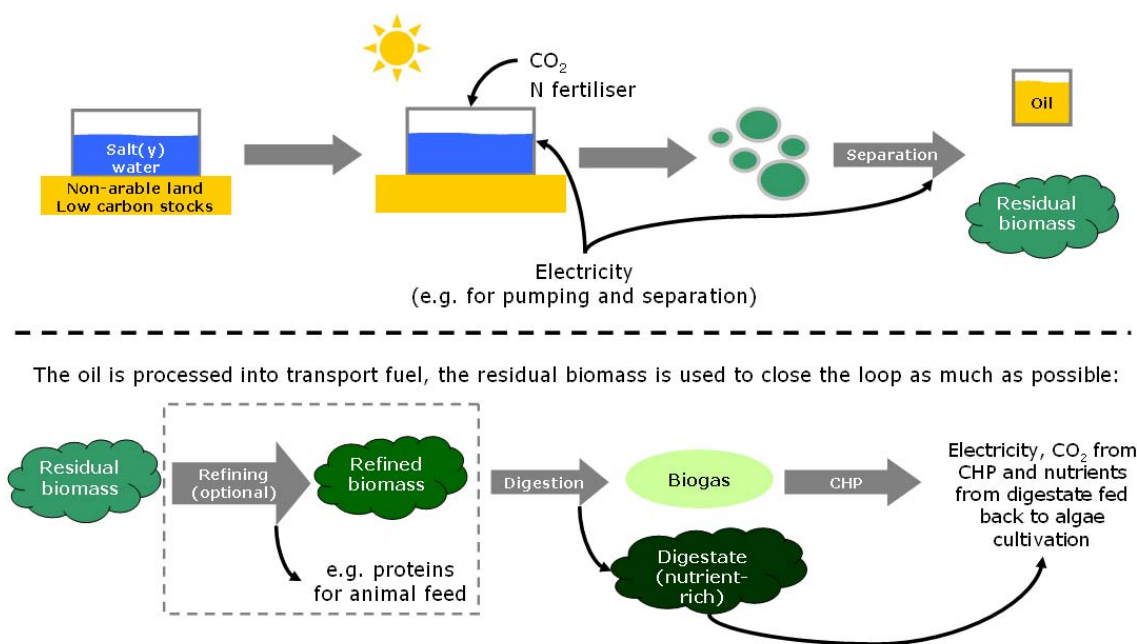 CO₂
N fertiliser
Oil
Salt(y)
water
Separation
Non-arable land
Low carbon stocks
Residual
biomass
Electricity
(e.g. for pumping and separation)
The oil is processed into transport fuel, the residual biomass is used to close the loop as much as possible:
Residual
biomass
Refining
(optional)
Refined
biomass
e.g. proteins
for animal feed
Digestion
Biogas
Digestate
(nutrient-
rich)
CHP
Electricity, CO₂ from
CHP and nutrients
from digestate fed
back to algae
cultivation